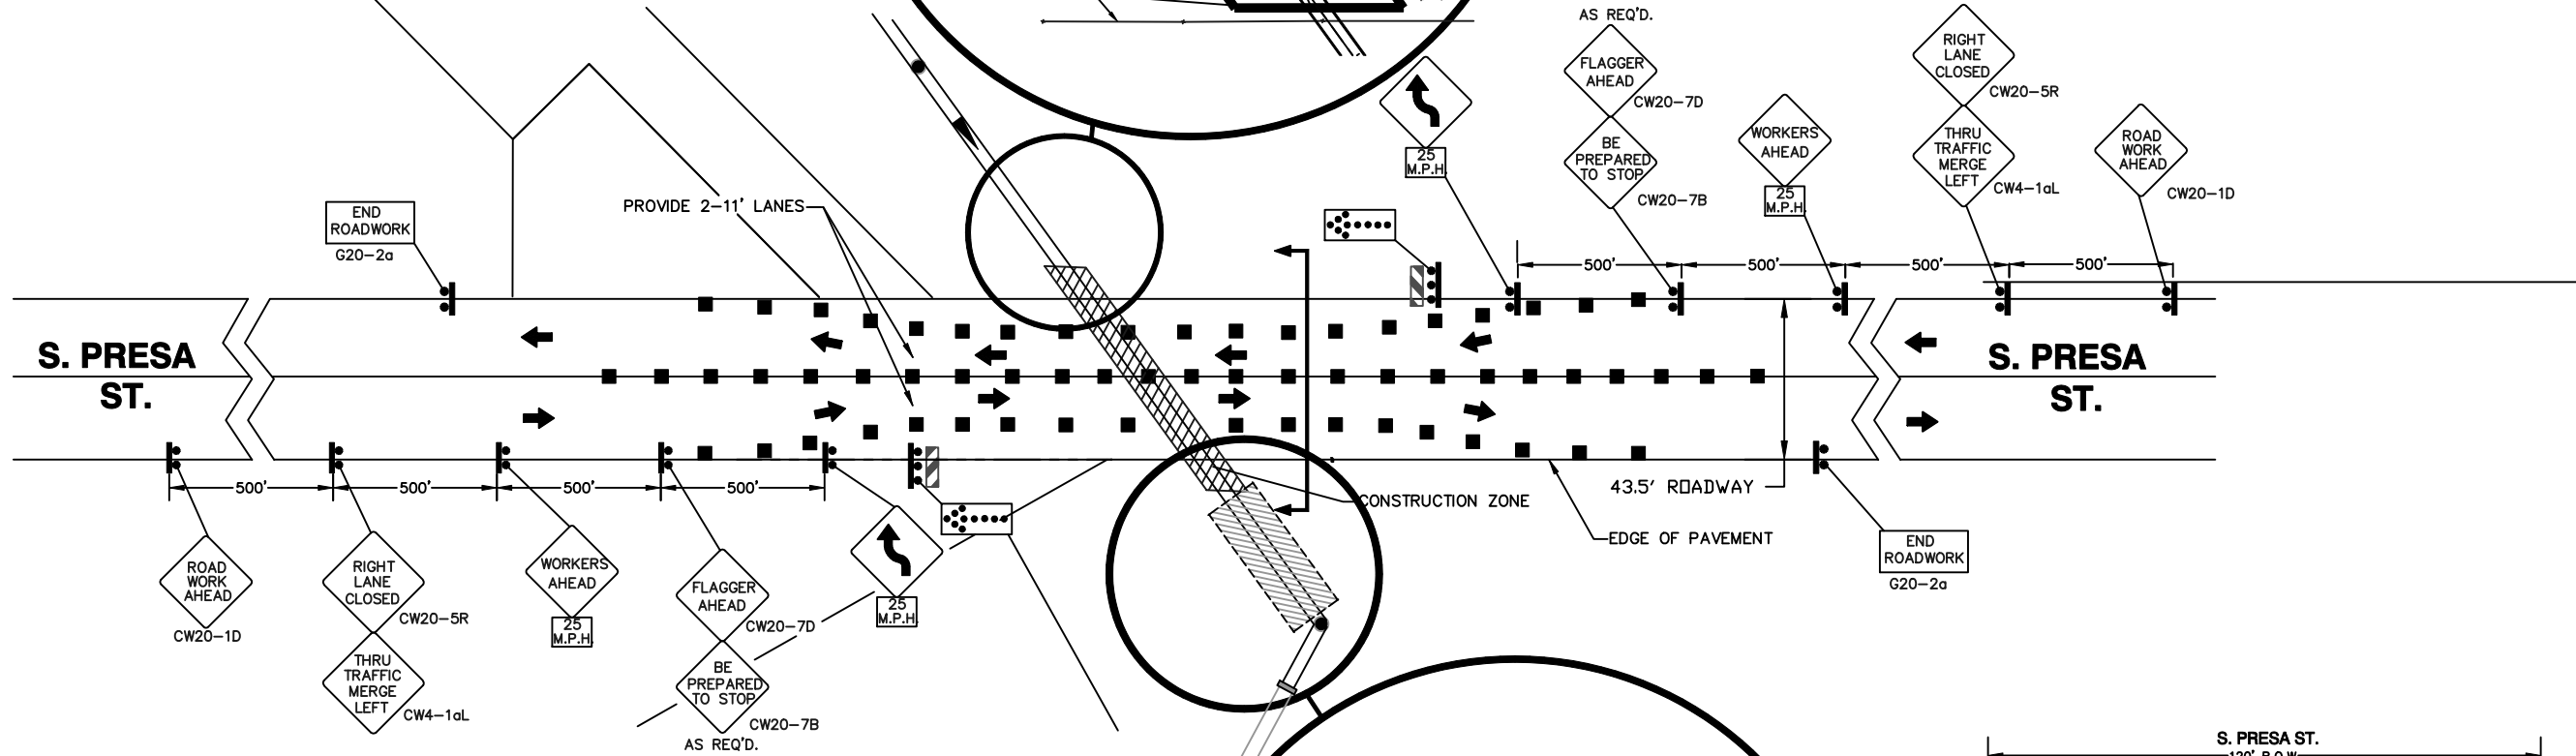 AS REQ'D.
FLAGGER
AHEAD
CW20-7D
BE
PREPARED
TO STOP
CW20-7B
25
M.P.H.
WORKERS
AHEAD
25
M.P.H.
RIGHT
LANE
CLOSED
CW20-5R
THRU
TRAFFIC
MERGE
LEFT
CW4-1aL
ROAD
WORK
AHEAD
CW20-1D
END
ROADWORK
G20-2a
PROVIDE 2-11' LANES
500'
500'
500'
500'
S. PRESA
ST.
S. PRESA
ST.
500'
500'
500'
500'
CONSTRUCTION ZONE
43.5' ROADWAY
EDGE OF PAVEMENT
END
ROADWORK
G20-2a
ROAD
WORK
AHEAD
CW20-1D
RIGHT
LANE
CLOSED
CW20-5R
THRU
TRAFFIC
MERGE
LEFT
CW4-1aL
WORKERS
AHEAD
25
M.P.H.
FLAGGER
AHEAD
CW20-7D
BE
PREPARED
TO STOP
CW20-7B
AS REQ'D.
25
M.P.H.
S. PRESA ST.
120' R.O.W.